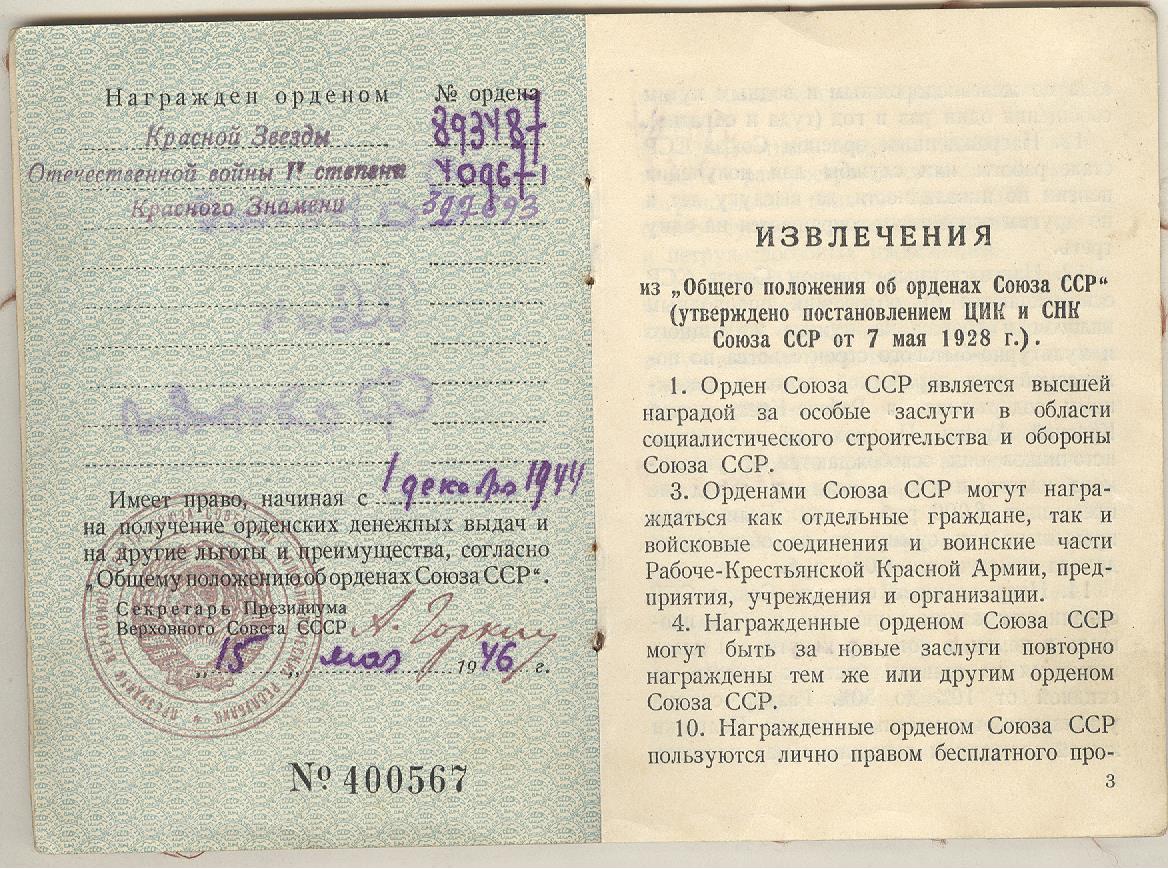 Награжден орденом № ордена
Красной Звезды 893487
Отечественной войны II степени
Красного Знамени
Имеет право, начиная с 1 декабря 1944
на получение орденских денежных выдач и
на другие льготы и преимущества, согласно
„Общему положению об орденах Союза ССР“.
Секретарь Президиума
Верховного Совета СССР А. Горкин
„15„ мая 1946 г.
№ 400567
ИЗВЛЕЧЕНИЯ
из „Общего положения об орденах Союза ССР“
(утверждено постановлением ЦИК и СНК
Союза ССР от 7 мая 1928 г.).
1. Орден Союза ССР является высшей
наградой за особые заслуги в области
социалистического строительства и обороны
Союза ССР.
3. Орденами Союза ССР могут награ-
ждаться как отдельные граждане, так и
войсковые соединения и воинские части
Рабоче-Крестьянской Красной Армии, пред-
приятия, учреждения и организации.
4. Награжденные орденом Союза ССР
могут быть за новые заслуги повторно
награждены тем же или другим орденом
Союза ССР.
10. Награжденные орденом Союза ССР
пользуются лично правом бесплатного про-
3